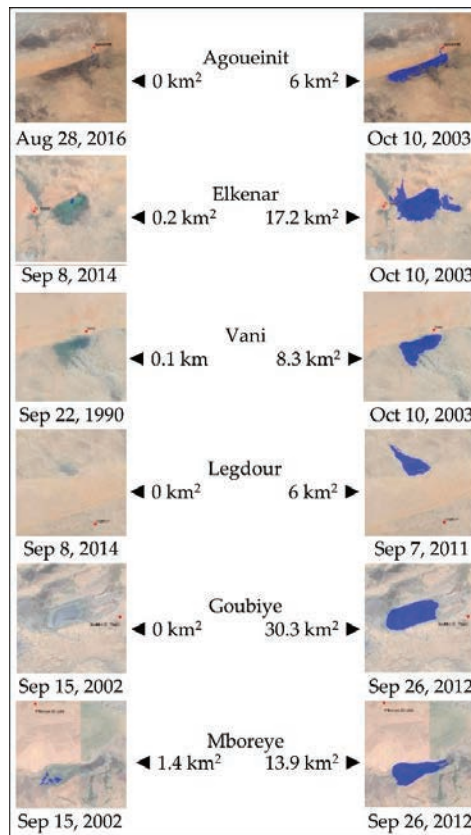 Agoueinit
0 km² 6 km²
Aug 28, 2016 Oct 10, 2003
Elkenar
0.2 km² 17.2 km²
Sep 8, 2014 Oct 10, 2003
Vani
0.1 km 8.3 km²
Sep 22, 1990 Oct 10, 2003
Legdour
0 km² 6 km²
Sep 8, 2014 Sep 7, 2011
Goubiye
0 km² 30.3 km²
Sep 15, 2002 Sep 26, 2012
Mboreye
1.4 km² 13.9 km²
Sep 15, 2002 Sep 26, 2012